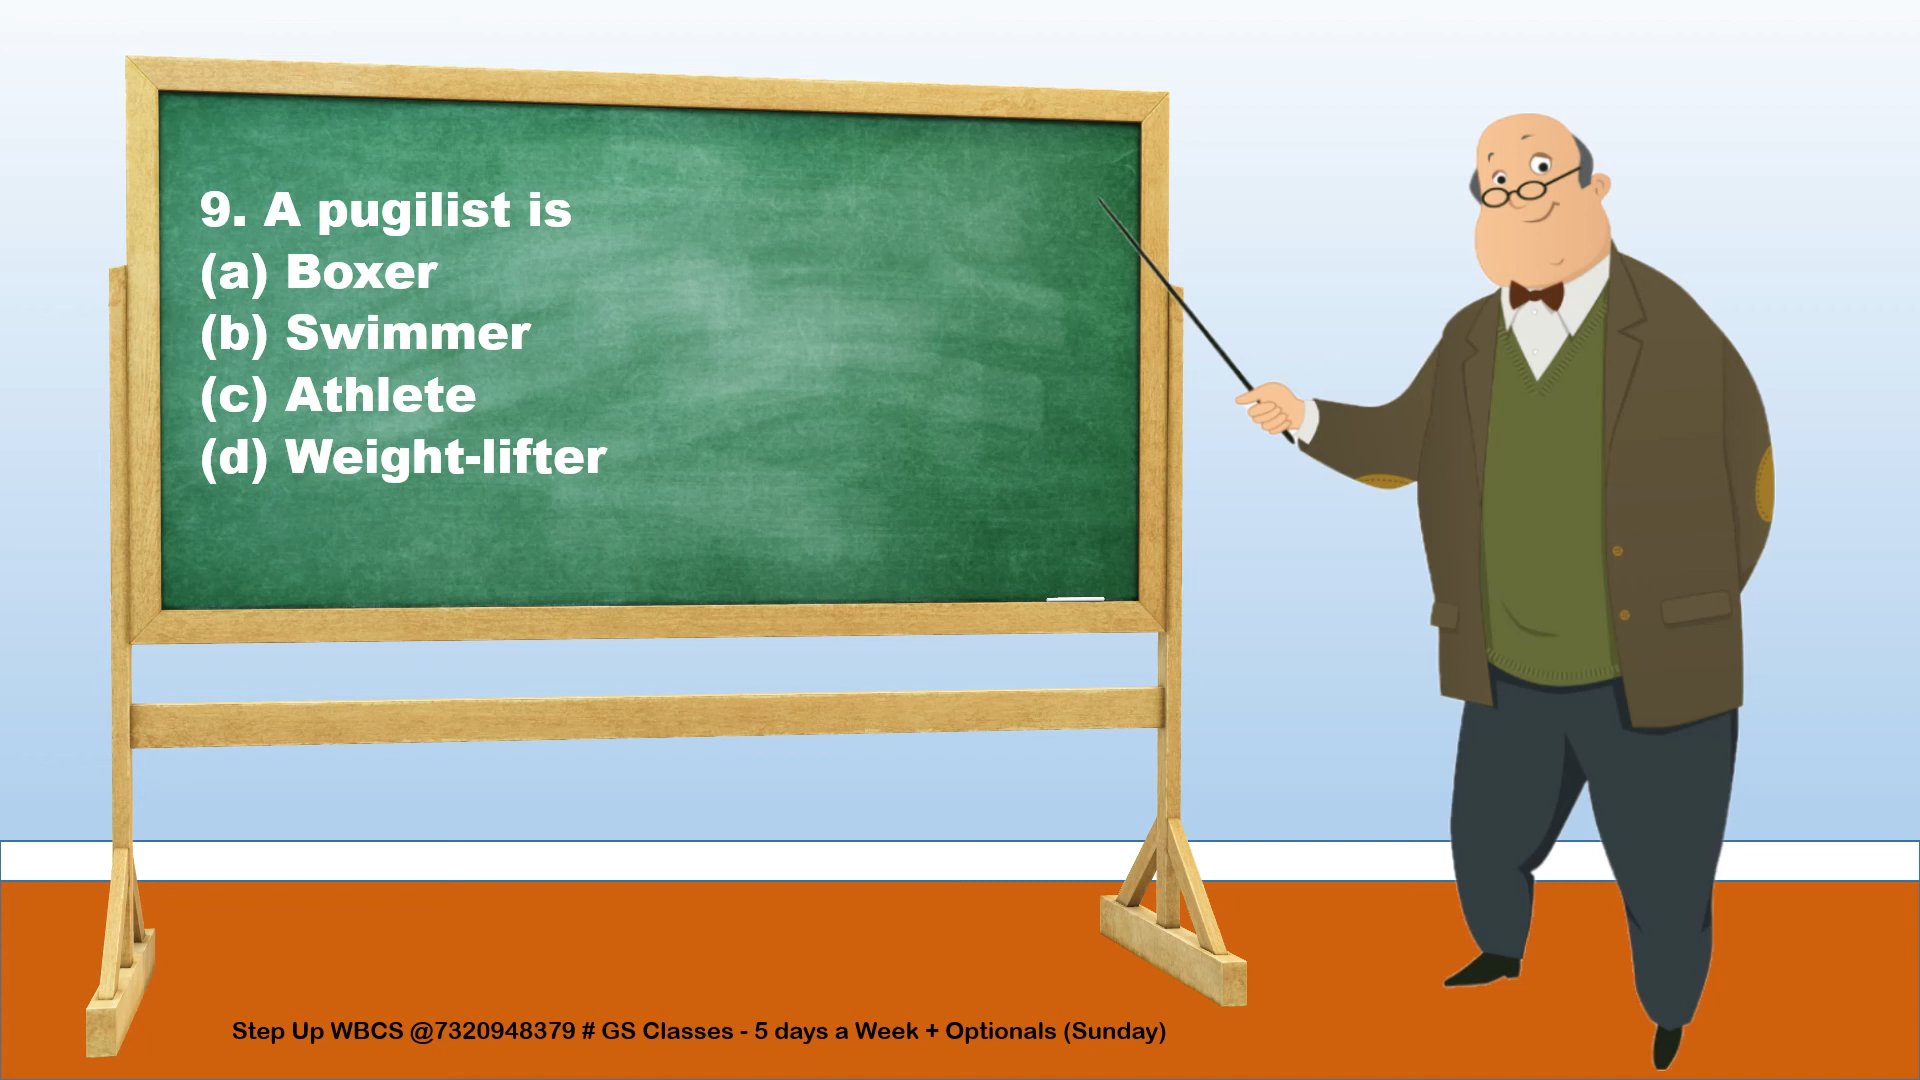 9. A pugilist is
(a) Boxer
(b) Swimmer
(c) Athlete
(d) Weight-lifter
Step Up WBCS @7320948379 # GS Classes - 5 days a Week + Optionals (Sunday)